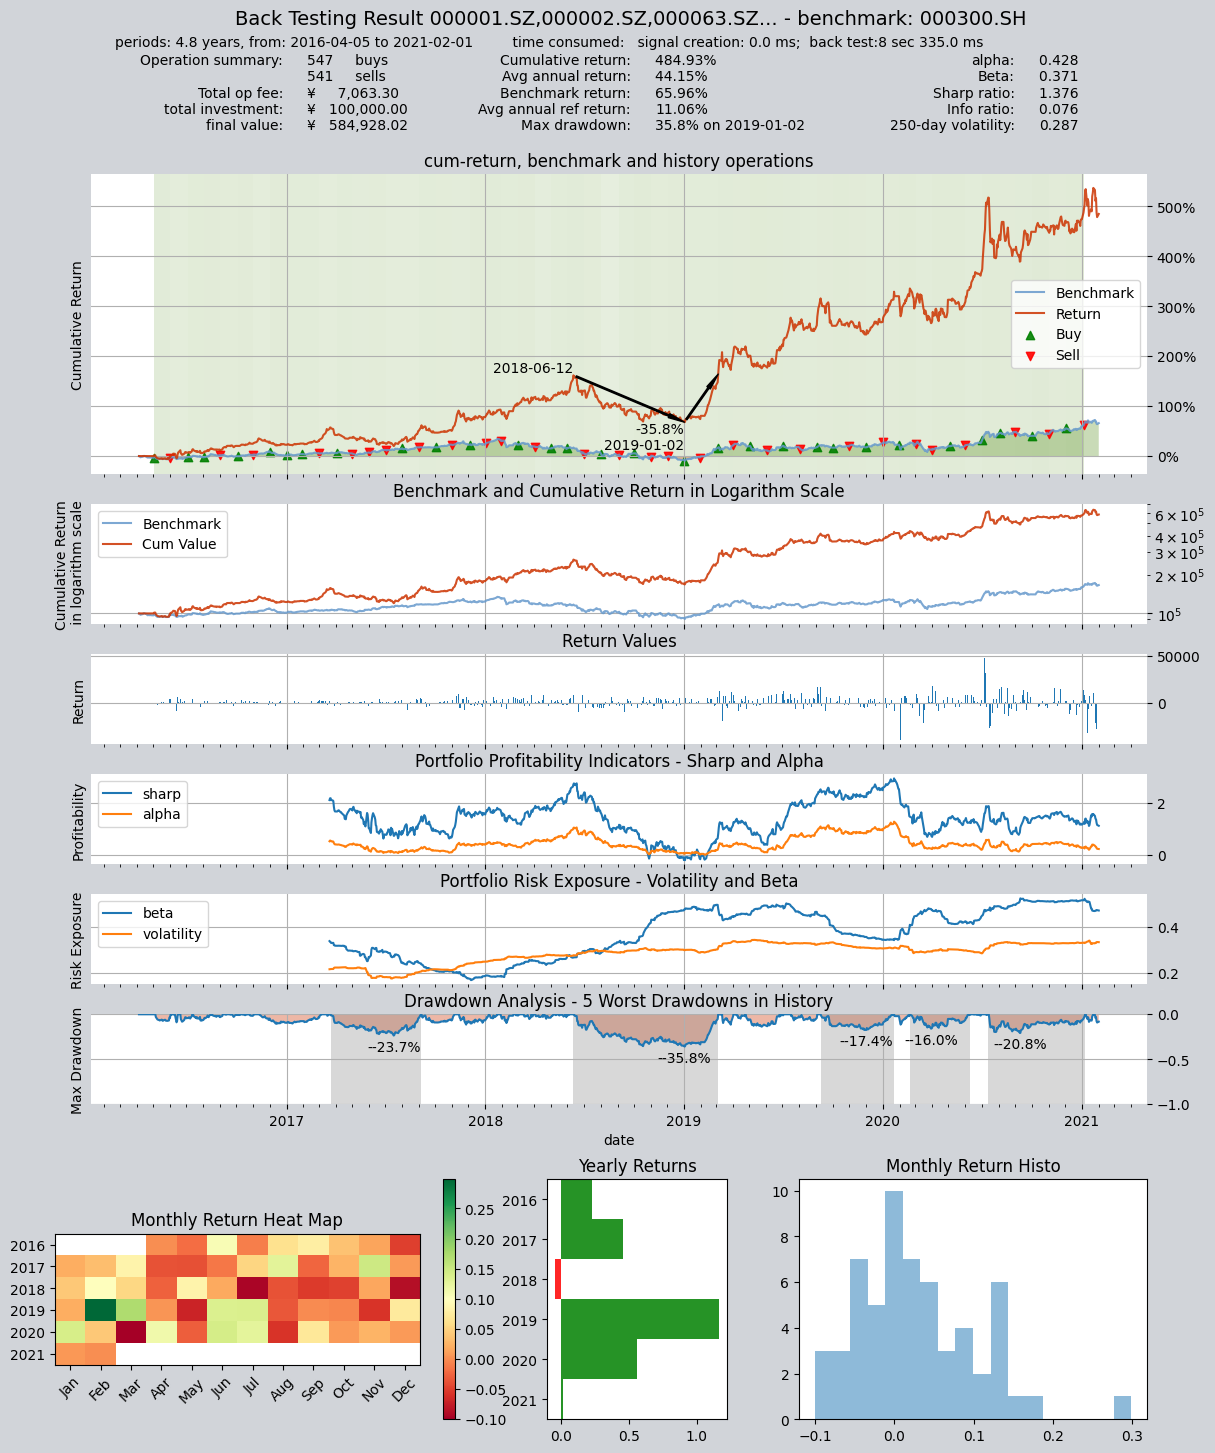 Back Testing Result 000001.SZ,000002.SZ,000063.SZ... - benchmark: 000300.SH
periods: 4.8 years, from: 2016-04-05 to 2021-02-01 time consumed: signal creation: 0.0 ms; back test:8 sec 335.0 ms
Operation summary: 547 buys Cumulative return: 484.93% alpha: 0.428
541 sells Avg annual return: 44.15% Beta: 0.371
Total op fee: ¥ 7,063.30 Benchmark return: 65.96% Sharp ratio: 1.376
total investment: ¥ 100,000.00 Avg annual ref return: 11.06% Info ratio: 0.076
final value: ¥ 584,928.02 Max drawdown: 35.8% on 2019-01-02 250-day volatility: 0.287
cum-return, benchmark and history operations
Cumulative Return
500%
400%
300%
200%
100%
0%
Benchmark
Return
Buy
Sell
2018-06-12
-35.8%
2019-01-02
Benchmark and Cumulative Return in Logarithm Scale
Cumulative Return
in logarithm scale
Benchmark
Cum Value
6 × 10⁵
4 × 10⁵
3 × 10⁵
2 × 10⁵
10⁵
Return Values
Return
50000
0
Portfolio Profitability Indicators - Sharp and Alpha
Profitability
sharp
alpha
2
0
Portfolio Risk Exposure - Volatility and Beta
Risk Exposure
beta
volatility
0.4
0.2
Drawdown Analysis - 5 Worst Drawdowns in History
Max Drawdown
--23.7%
--35.8%
--17.4%
--16.0%
--20.8%
0.0
−0.5
−1.0
2017 2018 2019 2020 2021
date
Monthly Return Heat Map
2016
2017
2018
2019
2020
2021
Jan Feb Mar Apr May Jun Jul Aug Sep Oct Nov Dec
0.25
0.20
0.15
0.10
0.05
0.00
−0.05
−0.10
Yearly Returns
2016
2017
2018
2019
2020
2021
0.0 0.5 1.0
Monthly Return Histo
10
8
6
4
2
0
−0.1 0.0 0.1 0.2 0.3